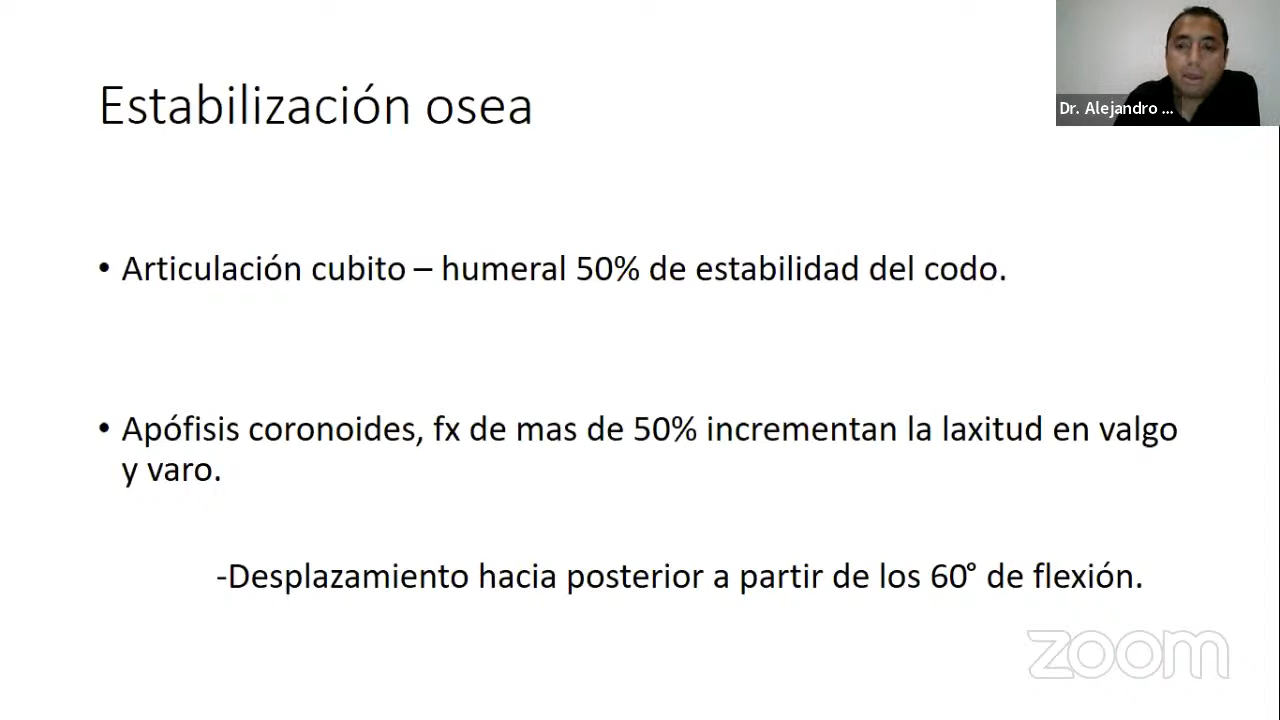 Estabilización osea
Dr. Alejandro ...
• Articulación cubito – humeral 50% de estabilidad del codo.
• Apófisis coronoides, fx de mas de 50% incrementan la laxitud en valgo
y varo.
-Desplazamiento hacia posterior a partir de los 60° de flexión.
zoom